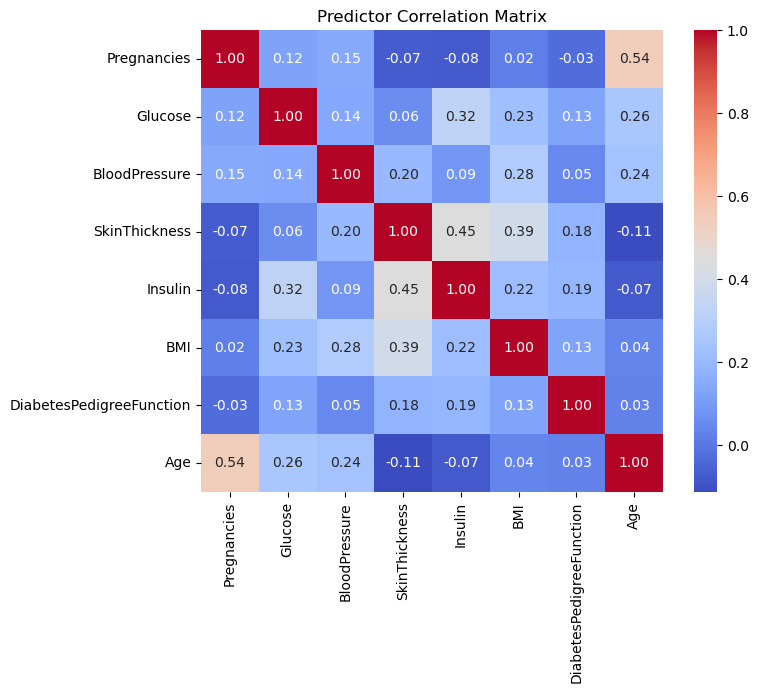 Predictor Correlation Matrix
Pregnancies 1.00 0.12 0.15 -0.07 -0.08 0.02 -0.03 0.54
Glucose 0.12 1.00 0.14 0.06 0.32 0.23 0.13 0.26
BloodPressure 0.15 0.14 1.00 0.20 0.09 0.28 0.05 0.24
SkinThickness -0.07 0.06 0.20 1.00 0.45 0.39 0.18 -0.11
Insulin -0.08 0.32 0.09 0.45 1.00 0.22 0.19 -0.07
BMI 0.02 0.23 0.28 0.39 0.22 1.00 0.13 0.04
DiabetesPedigreeFunction -0.03 0.13 0.05 0.18 0.19 0.13 1.00 0.03
Age 0.54 0.26 0.24 -0.11 -0.07 0.04 0.03 1.00
Pregnancies
Glucose
BloodPressure
SkinThickness
Insulin
BMI
DiabetesPedigreeFunction
Age
1.0
0.8
0.6
0.4
0.2
0.0